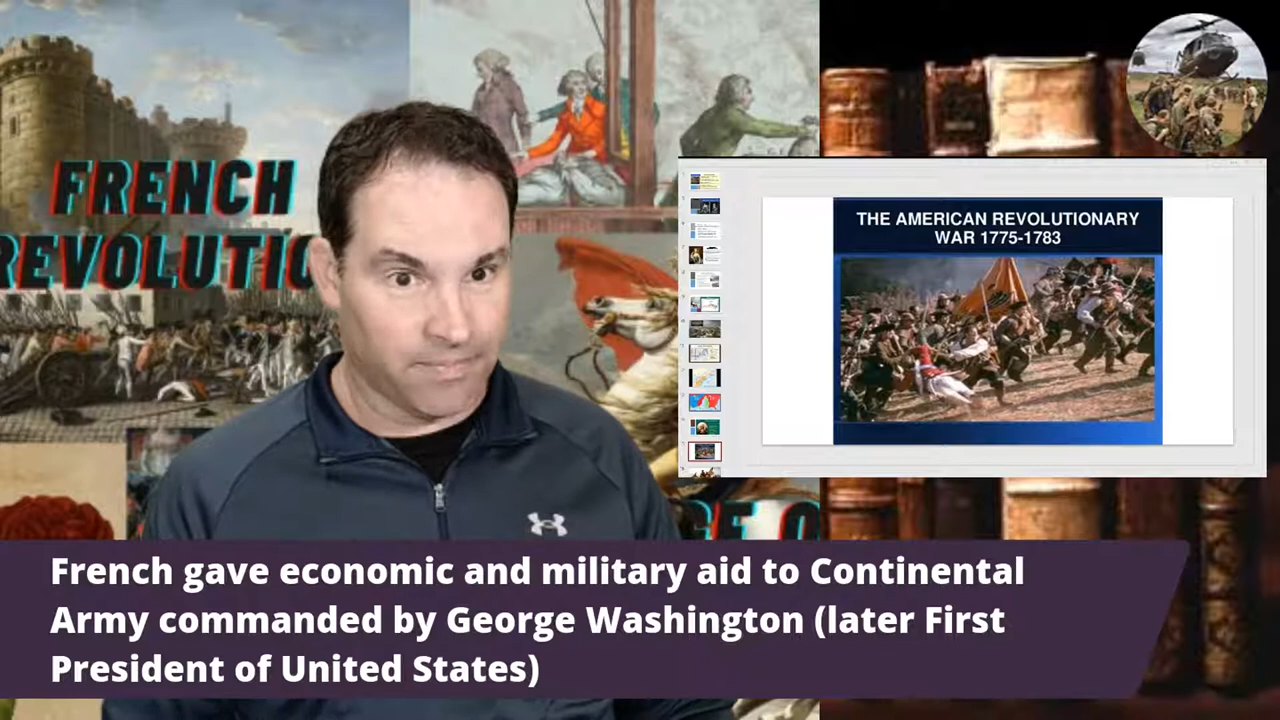 FRENCH
REVOLUTIO
THE AMERICAN REVOLUTIONARY
WAR 1775-1783
French gave economic and military aid to Continental
Army commanded by George Washington (later First
President of United States)